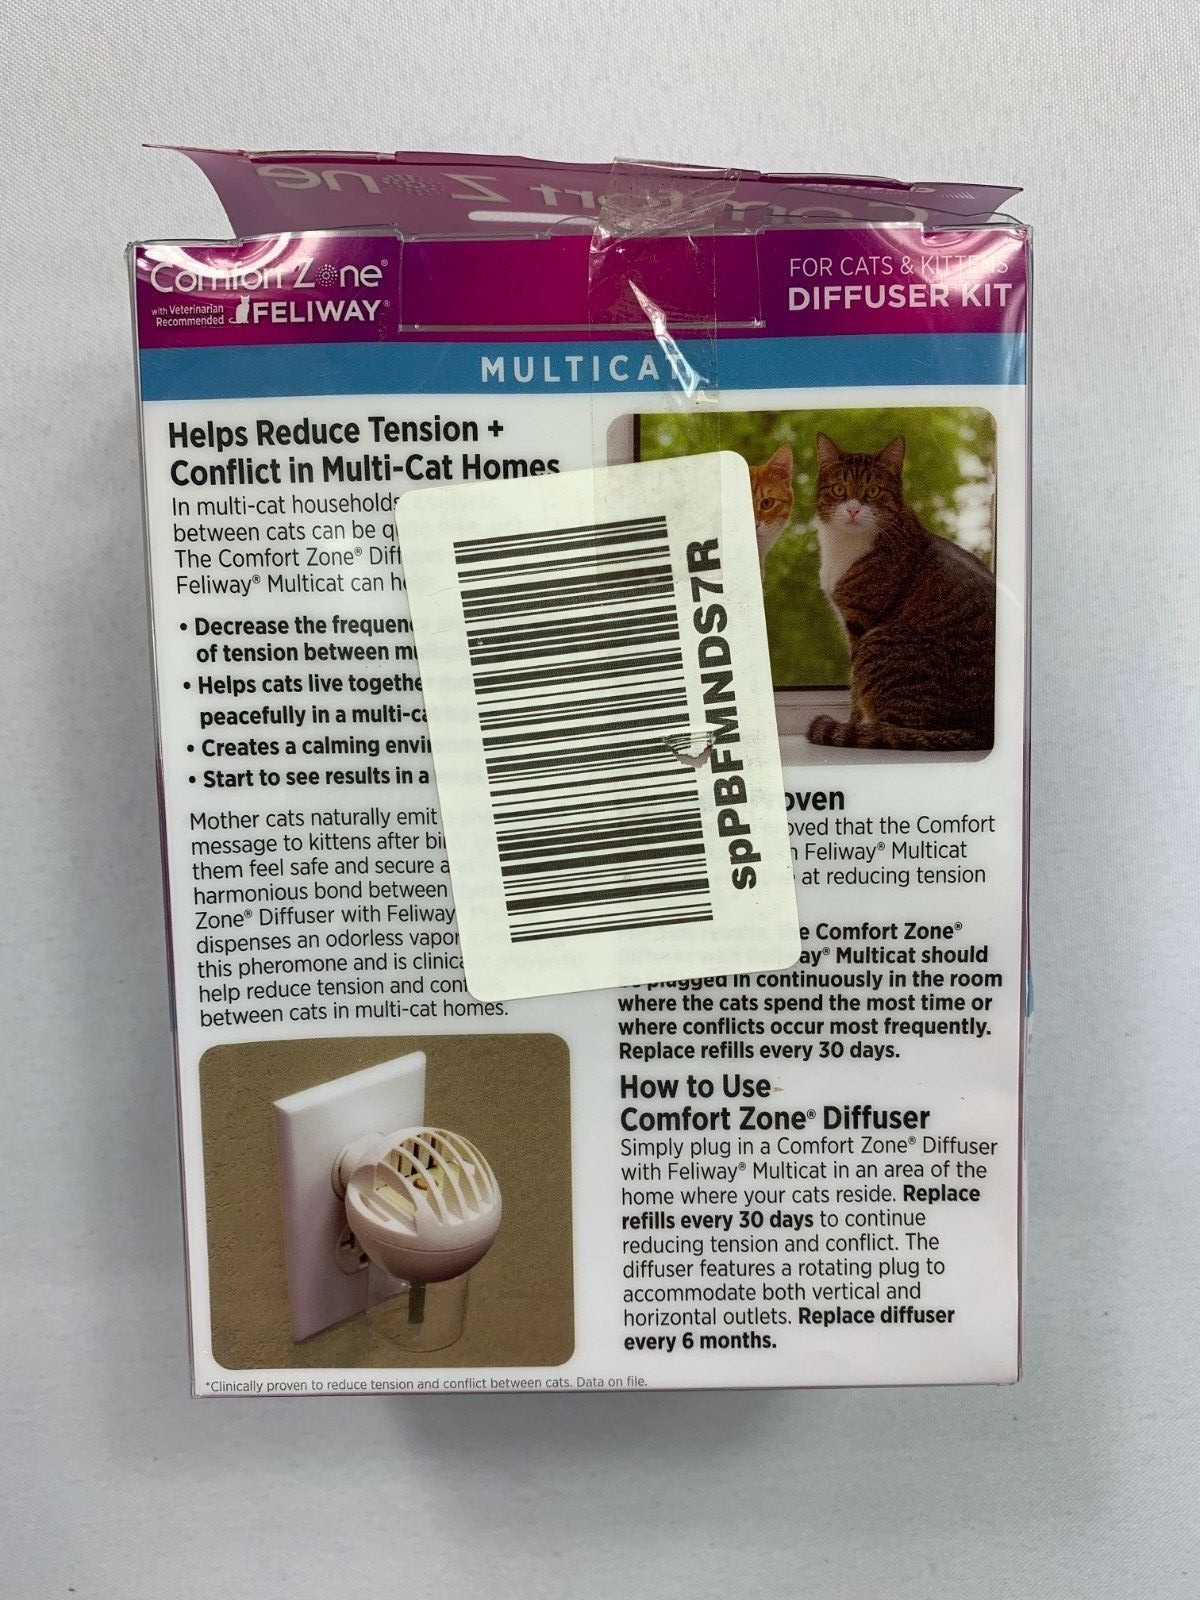 Comfort Zone
Comfort Zone®
with Veterinarian
Recommended
FELIWAY®
FOR CATS & KITTENS
DIFFUSER KIT
MULTICAT
Helps Reduce Tension +
Conflict in Multi-Cat Homes
In multi-cat households
between cats can be
The Comfort Zone®
Feliway® Multicat can
• Decrease the
of tension between
• Helps cats live
peacefully in a
• Creates a calming
• Start to see results in a
Mother cats naturally emit
message to kittens after
them feel safe and secure
harmonious bond between
Zone® Diffuser with Feliway
dispenses an odorless vapor
this pheromone and is
help reduce tension and
between cats in multi-cat homes.
*Clinically proven to reduce tension and conflict between cats. Data on file.
spPBFMNDS7R
that the Comfort
Feliway® Multicat
at reducing tension
Comfort Zone®
Multicat should
plugged in continuously in the room
where the cats spend the most time or
where conflicts occur most frequently.
Replace refills every 30 days.
How to Use
Comfort Zone® Diffuser
Simply plug in a Comfort Zone® Diffuser
with Feliway® Multicat in an area of the
home where your cats reside. Replace
refills every 30 days to continue
reducing tension and conflict. The
diffuser features a rotating plug to
accommodate both vertical and
horizontal outlets. Replace diffuser
every 6 months.